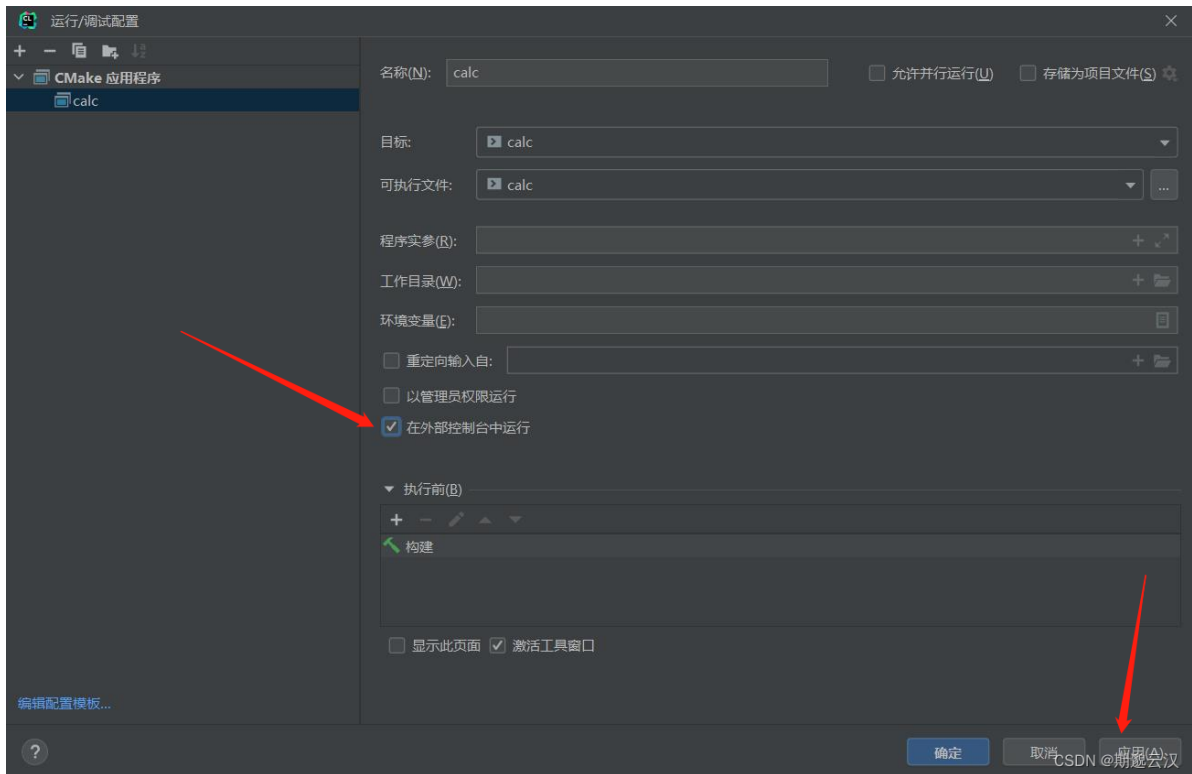 运行/调试配置
CMake 应用程序
calc
名称(N): calc 允许并行运行(U) 存储为项目文件(S)
目标: calc
可执行文件: calc ...
程序实参(R):
工作目录(W):
环境变量(E):
重定向输入自:
以管理员权限运行
在外部控制台中运行
执行前(B)
构建
显示此页面 激活工具窗口
编辑配置模板...
? 确定 取消 应用(A)
CSDN @期邈云汉